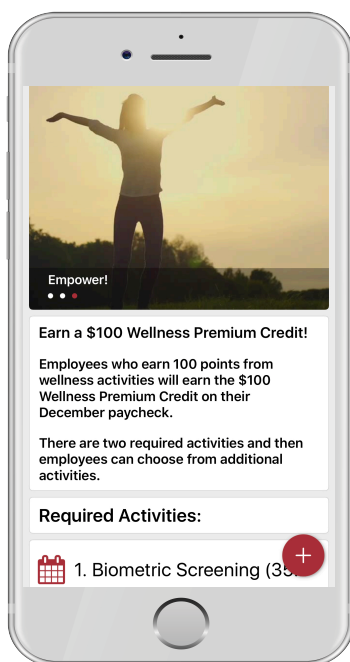 Empower!
Earn a $100 Wellness Premium Credit!
Employees who earn 100 points from
wellness activities will earn the $100
Wellness Premium Credit on their
December paycheck.
There are two required activities and then
employees can choose from additional
activities.
Required Activities:
1. Biometric Screening (35